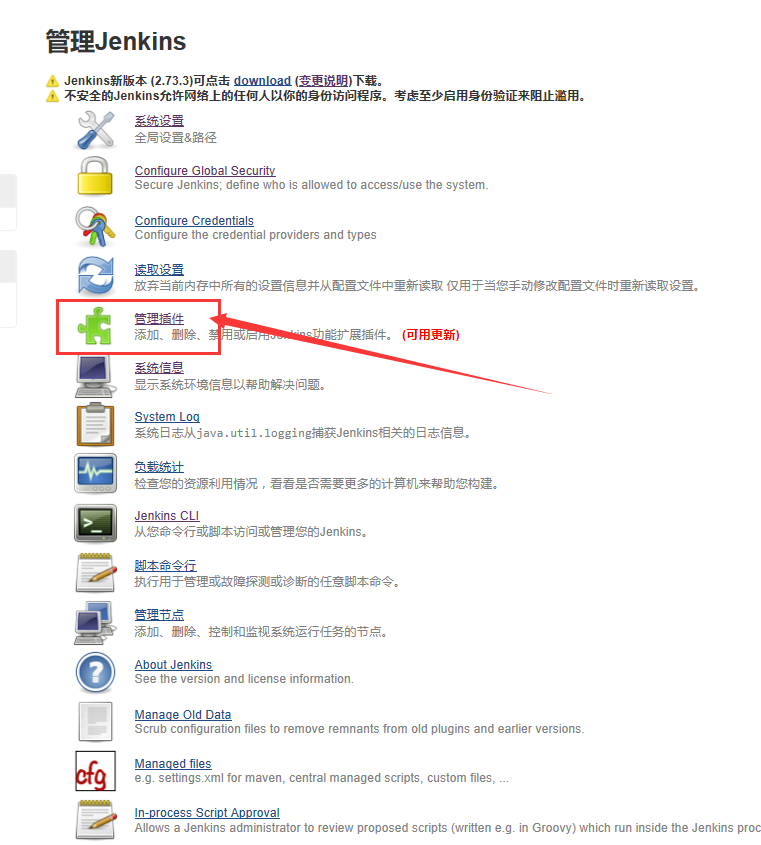 管理Jenkins
Jenkins新版本 (2.73.3)可点击 download (变更说明)下载。
不安全的Jenkins允许网络上的任何人以你的身份访问程序。考虑至少启用身份验证来阻止滥用。
系统设置
全局设置&路径
Configure Global Security
Secure Jenkins; define who is allowed to access/use the system.
Configure Credentials
Configure the credential providers and types
读取设置
放弃当前内存中所有的设置信息并从配置文件中重新读取 仅用于当您手动修改配置文件时重新读取设置。
管理插件
添加、删除、禁用或启用Jenkins功能扩展插件。 (可用更新)
系统信息
显示系统环境信息以帮助解决问题。
System Log
系统日志从java.util.logging捕获Jenkins相关的日志信息。
负载统计
检查您的资源利用情况，看看是否需要更多的计算机来帮助您构建。
Jenkins CLI
从您命令行或脚本访问或管理您的Jenkins。
脚本命令行
执行用于管理或故障探测或诊断的任意脚本命令。
管理节点
添加、删除、控制和监视系统运行任务的节点。
About Jenkins
See the version and license information.
Manage Old Data
Scrub configuration files to remove remnants from old plugins and earlier versions.
cfg
Managed files
e.g. settings.xml for maven, central managed scripts, custom files, ...
In-process Script Approval
Allows a Jenkins administrator to review proposed scripts (written e.g. in Groovy) which run inside the Jenkins proc